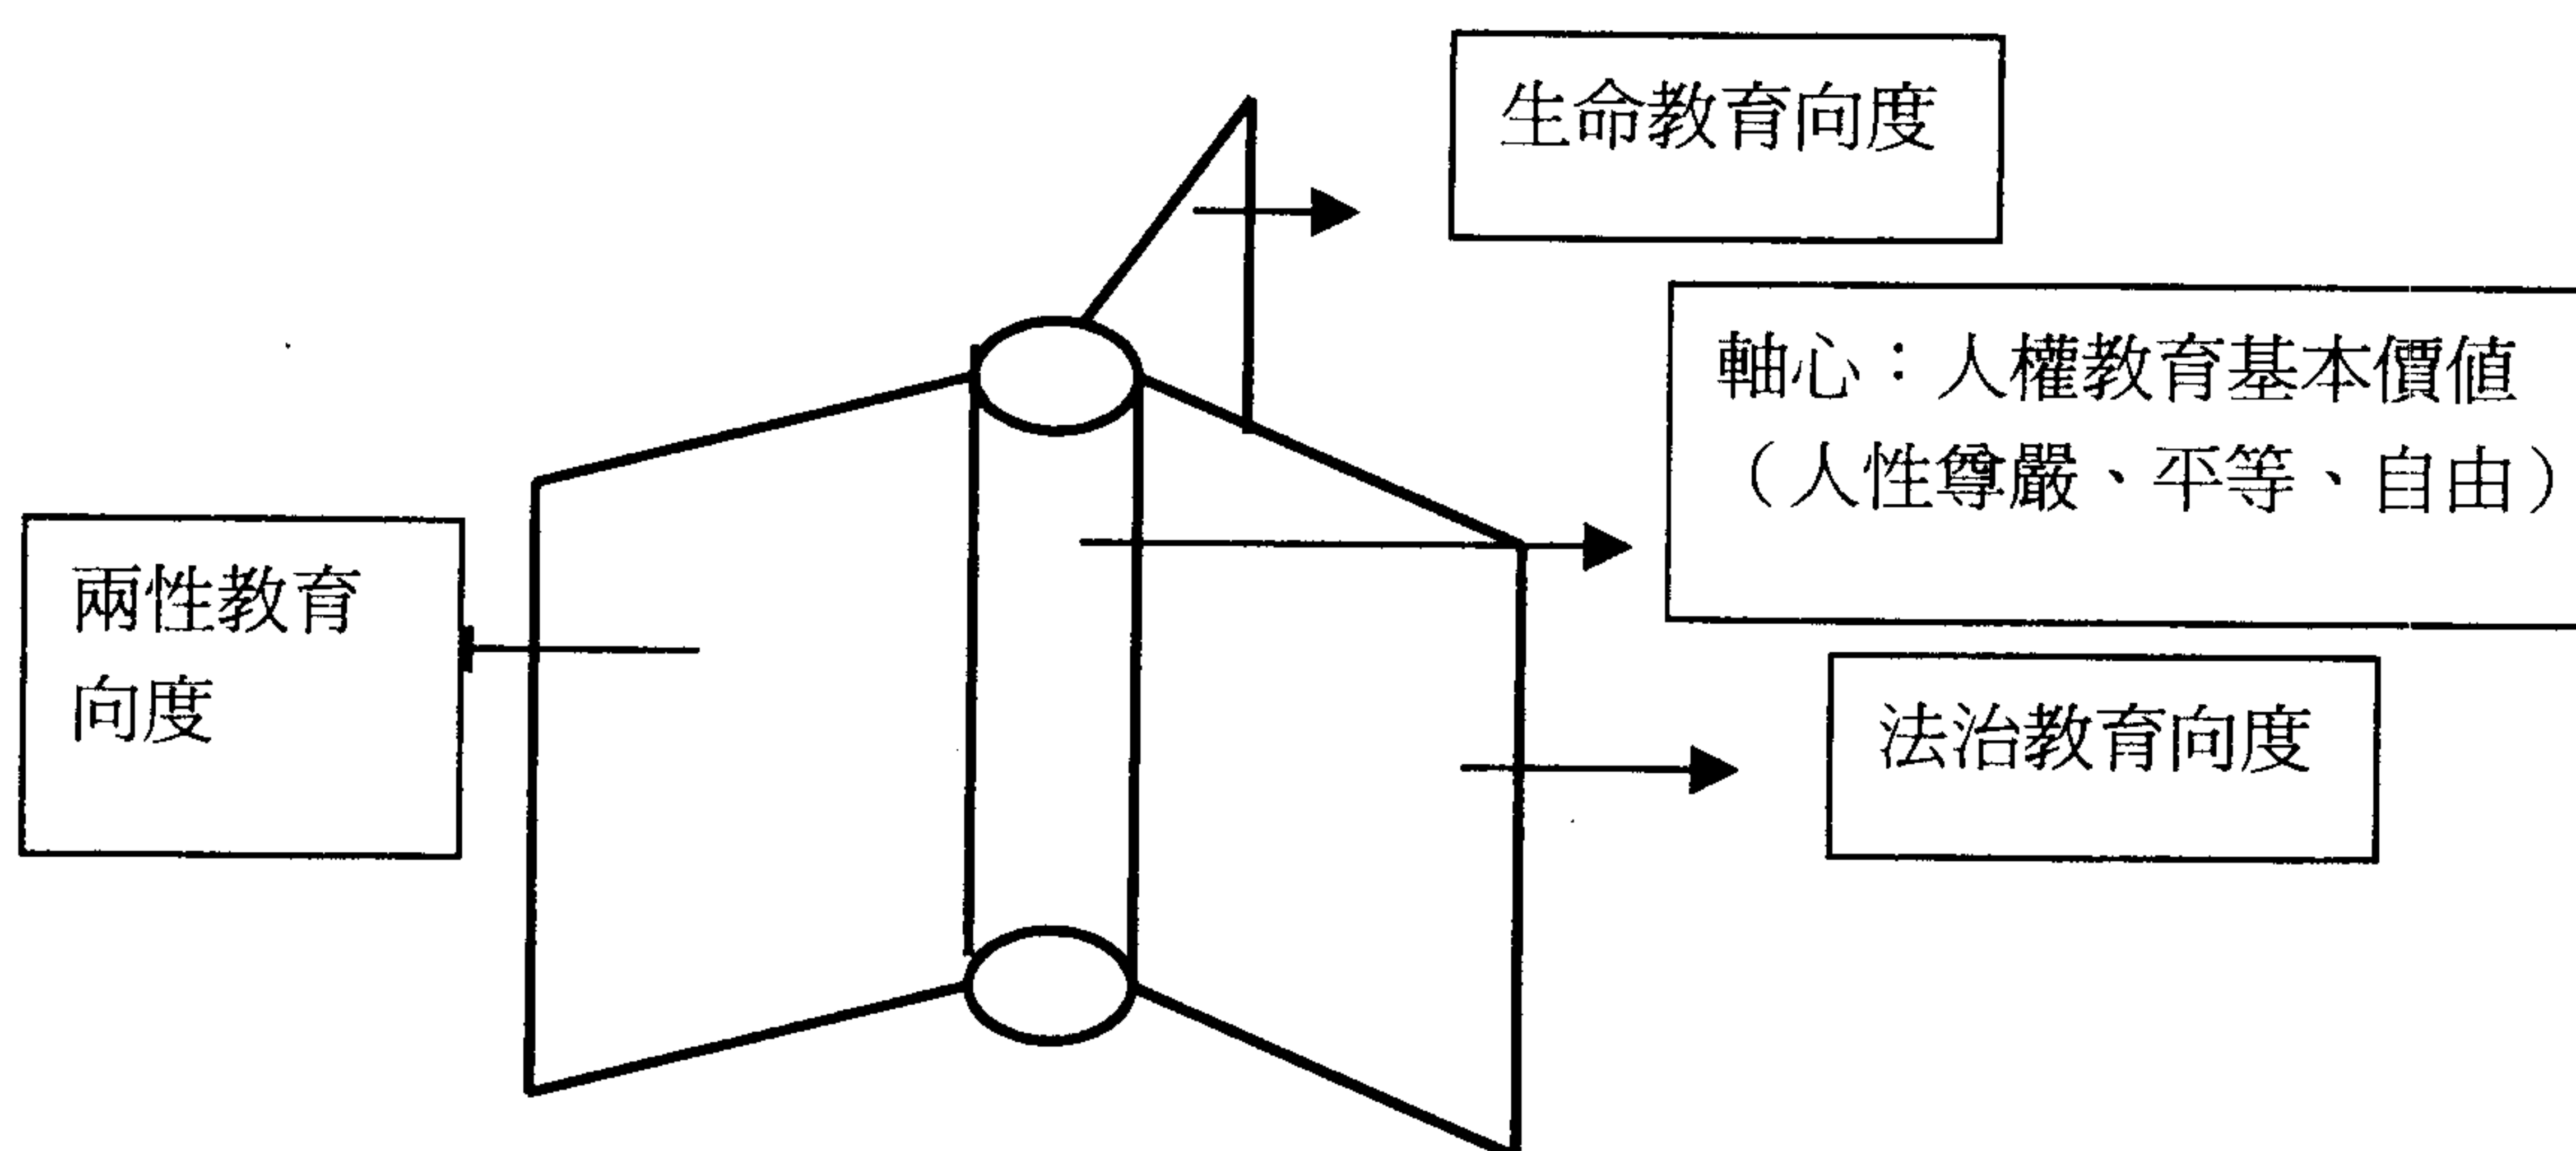 生命教育向度
軸心：人權教育基本價值
（人性尊嚴、平等、自由）
兩性教育
向度
法治教育向度